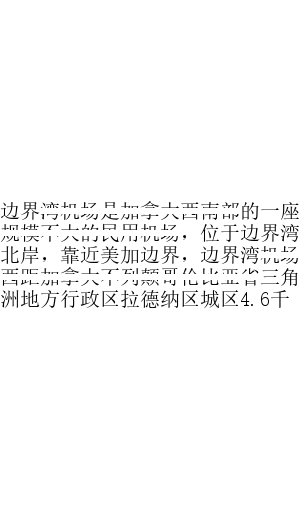 边界湾机场是加拿大西南部的一座
规模不大的民用机场，位于边界湾
北岸，靠近美加边界，边界湾机场
西距加拿大不列颠哥伦比亚省三角
洲地方行政区拉德纳区城区4.6千